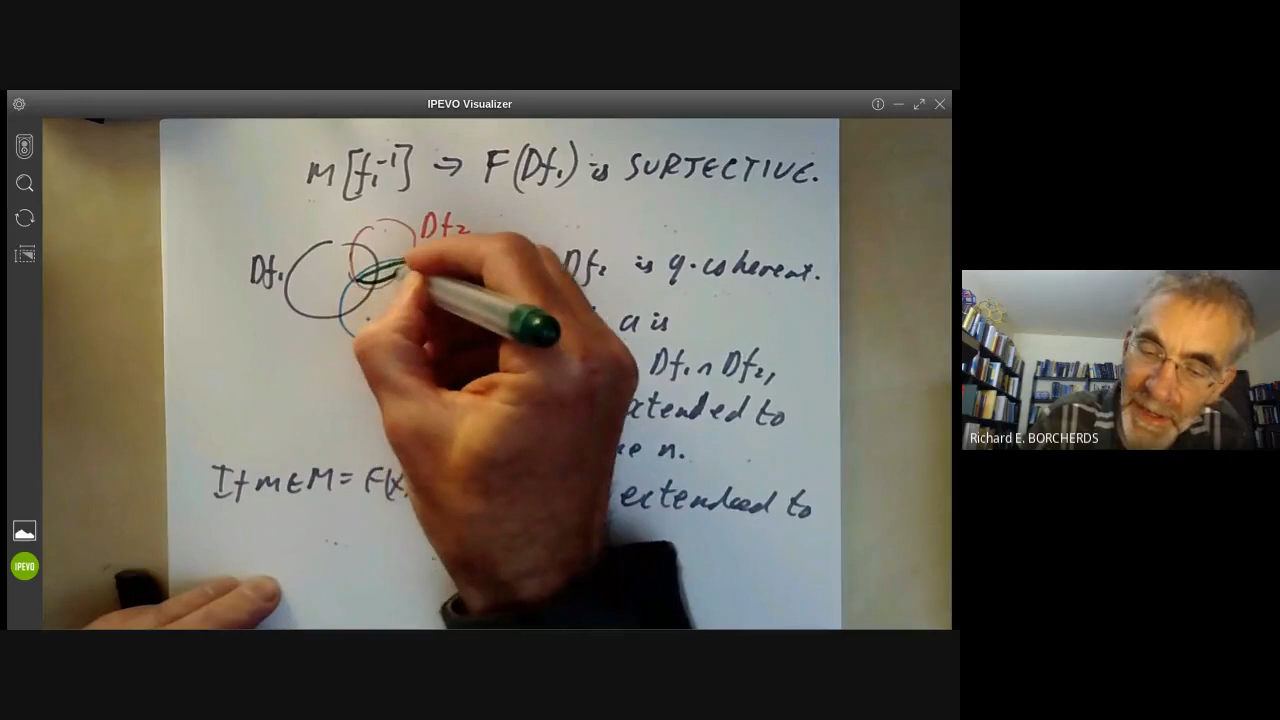 IPEVO Visualizer
M[f₁⁻¹] → F(Df₁) is SURJECTIVE.
Df₂
Df₁
Df₂ is q.coherent.
a is
Df₁ ∩ Df₂,
extended to
n.
If m ∈ M = F(X
extended to
IPEVO
Richard E. BORCHERDS